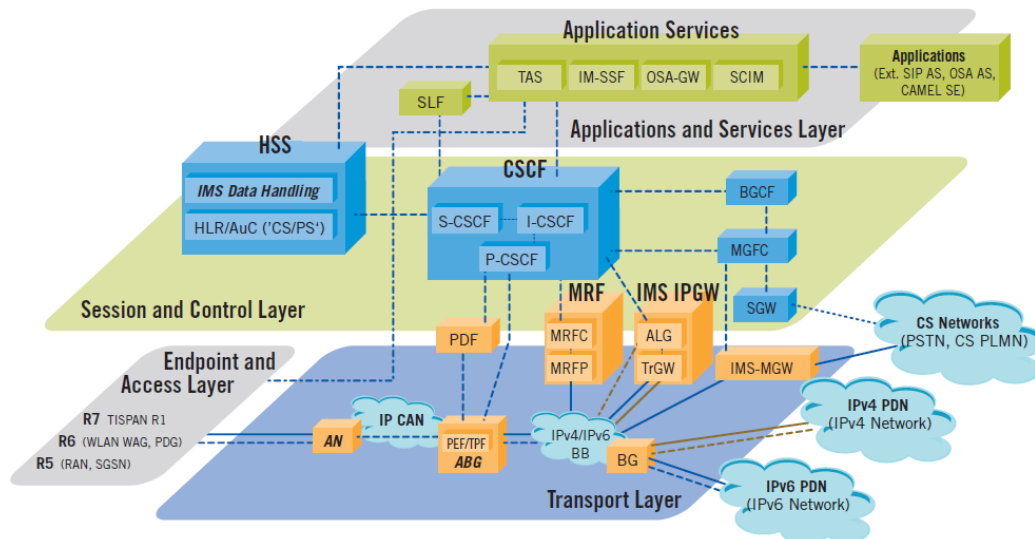 Application Services
TAS
IM-SSF
OSA-GW
SCIM
Applications
(Ext. SIP AS, OSA AS,
CAMEL SE)
SLF
Applications and Services Layer
HSS
IMS Data Handling
HLR/AuC ('CS/PS')
CSCF
S-CSCF
I-CSCF
P-CSCF
BGCF
MGFC
SGW
Session and Control Layer
MRF
IMS IPGW
MRFC
MRFP
ALG
TrGW
IMS-MGW
PDF
CS Networks
(PSTN, CS PLMN)
Endpoint and
Access Layer
R7 TISPAN R1
R6 (WLAN WAG, PDG)
R5 (RAN, SGSN)
AN
IP CAN
PEF/TPF
ABG
IPv4/IPv6
BB
BG
IPv4 PDN
(IPv4 Network)
IPv6 PDN
(IPv6 Network)
Transport Layer